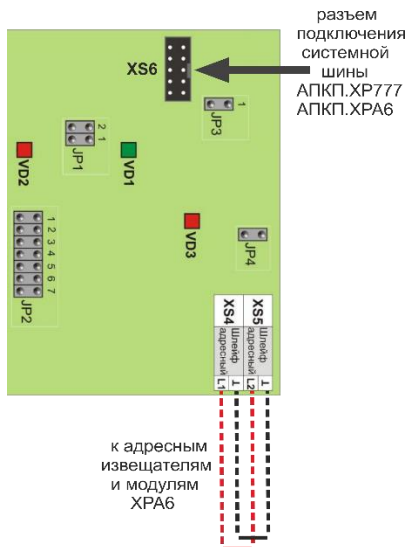 разъем
подключения
системной
шины
АПКП.ХР777
АПКП.ХРА6
XS6
1
JP3
2
1
JP1
VD2
VD1
VD3
JP4
1
2
3
4
5
6
7
JP2
XS4
XS5
Шлейф
адресный
Шлейф
адресный
L1
⊥
L2
⊥
к адресным
извещателям
и модулям
ХРА6